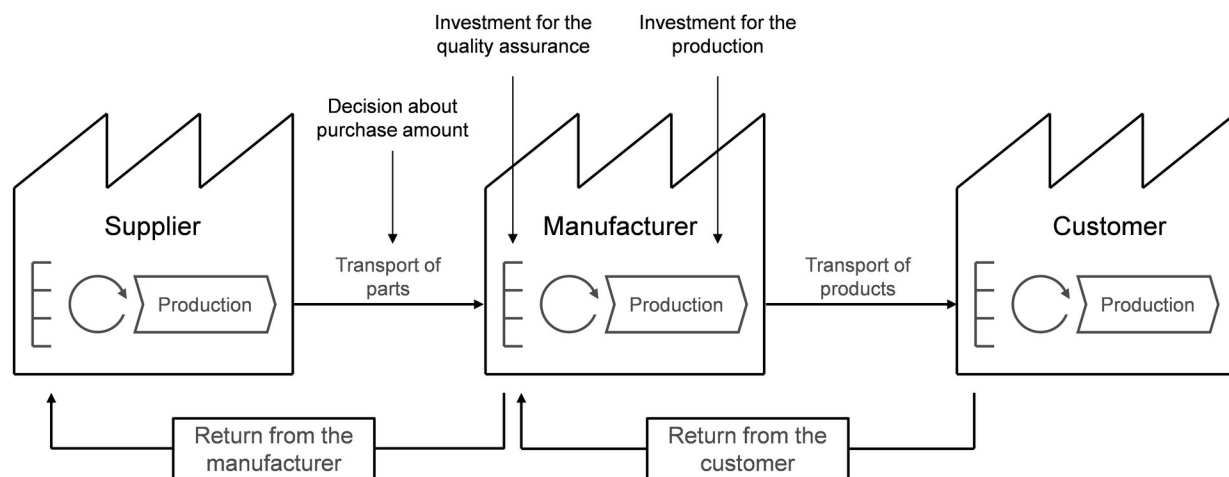 Investment for the
quality assurance
Investment for the
production
Decision about
purchase amount
Supplier
Manufacturer
Customer
Transport of
parts
Transport of
products
Production
Production
Production
Return from the
manufacturer
Return from the
customer